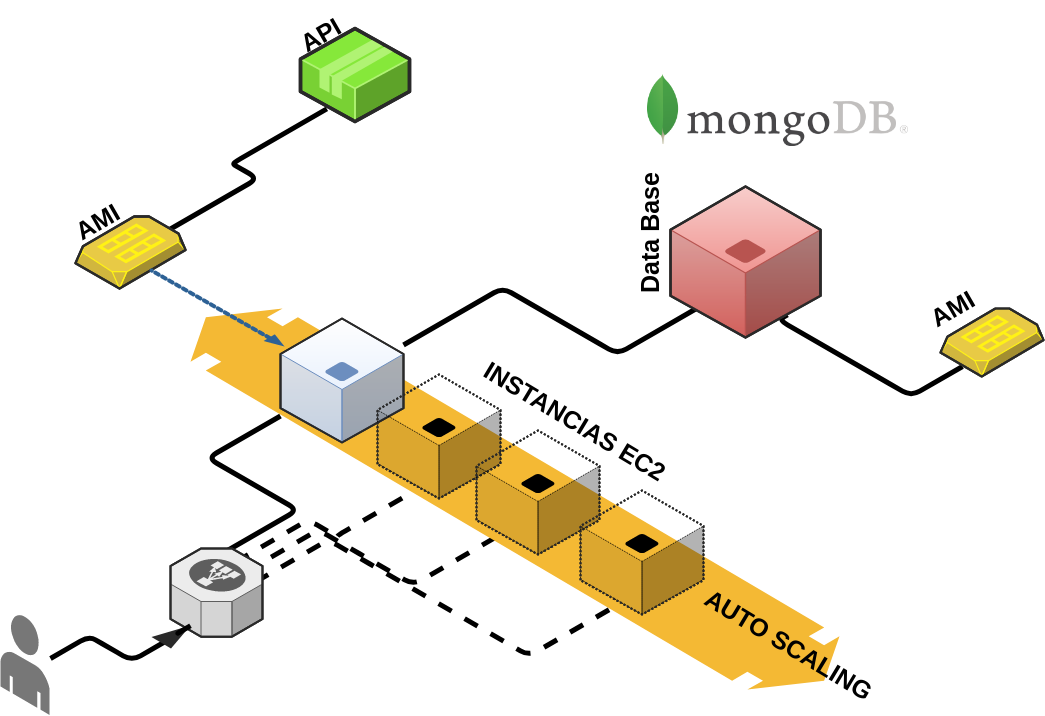 API
mongoDB®
AMI
Data Base
AMI
INSTANCIAS EC2
AUTO SCALING